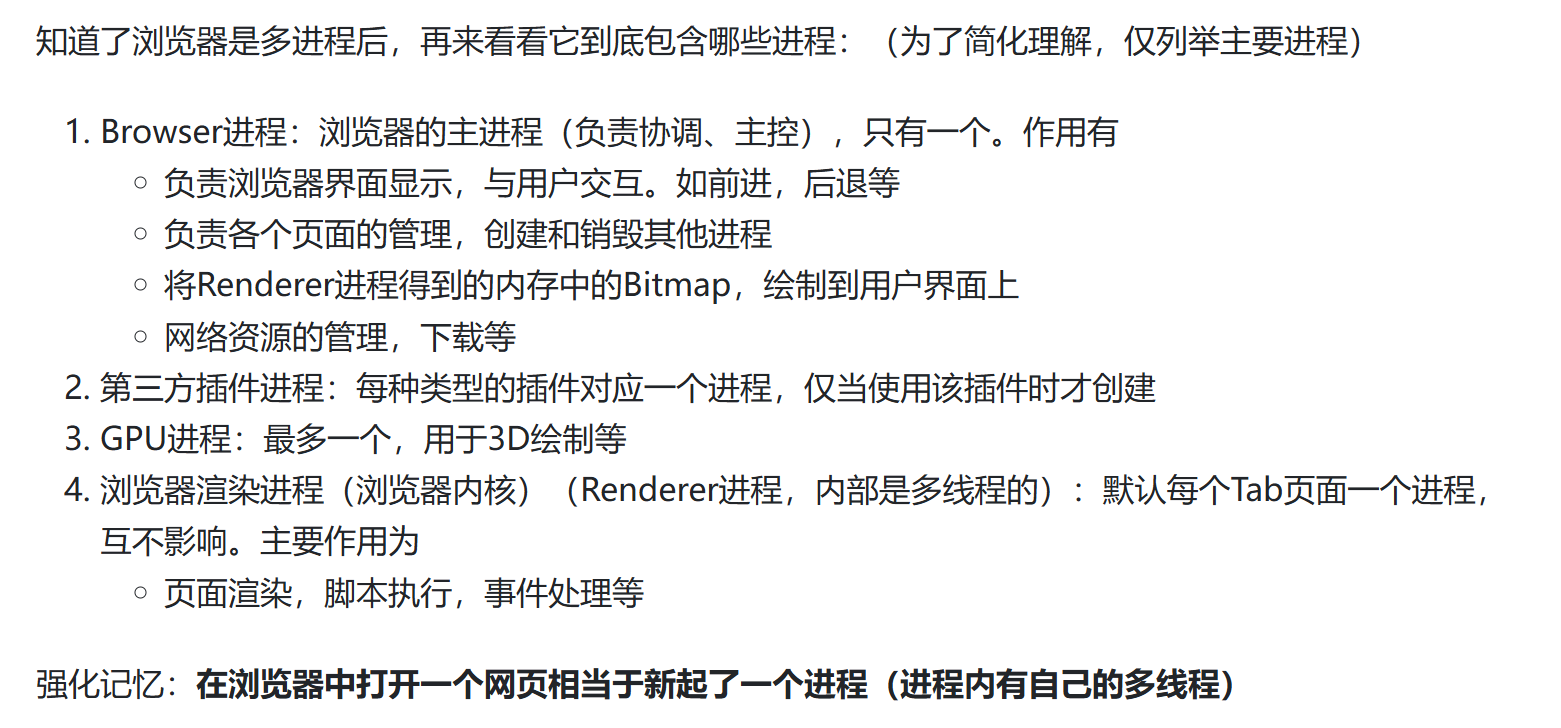 知道了浏览器是多进程后，再来看看它到底包含哪些进程：（为了简化理解，仅列举主要进程）
1. Browser进程：浏览器的主进程（负责协调、主控），只有一个。作用有
○ 负责浏览器界面显示，与用户交互。如前进，后退等
○ 负责各个页面的管理，创建和销毁其他进程
○ 将Renderer进程得到的内存中的Bitmap，绘制到用户界面上
○ 网络资源的管理，下载等
2. 第三方插件进程：每种类型的插件对应一个进程，仅当使用该插件时才创建
3. GPU进程：最多一个，用于3D绘制等
4. 浏览器渲染进程（浏览器内核）（Renderer进程，内部是多线程的）：默认每个Tab页面一个进程，
互不影响。主要作用为
○ 页面渲染，脚本执行，事件处理等
强化记忆：在浏览器中打开一个网页相当于新起了一个进程（进程内有自己的多线程）